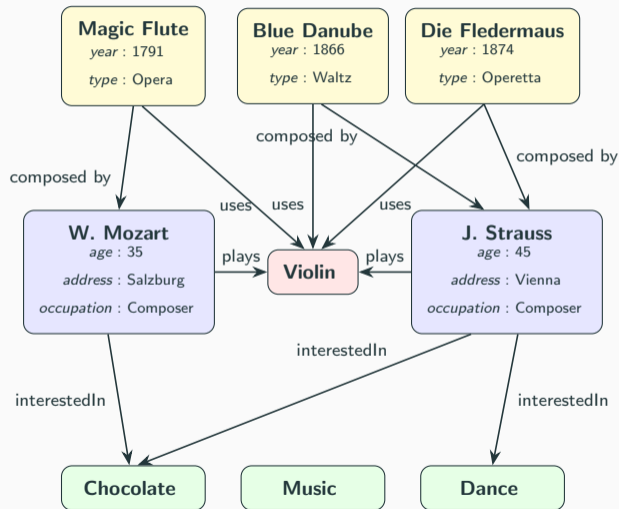 Magic Flute
year : 1791
type : Opera
Blue Danube
year : 1866
type : Waltz
Die Fledermaus
year : 1874
type : Operetta
composed by
composed by
composed by
uses
uses
uses
W. Mozart
age : 35
address : Salzburg
occupation : Composer
plays
Violin
plays
J. Strauss
age : 45
address : Vienna
occupation : Composer
interestedIn
interestedIn
interestedIn
Chocolate
Music
Dance